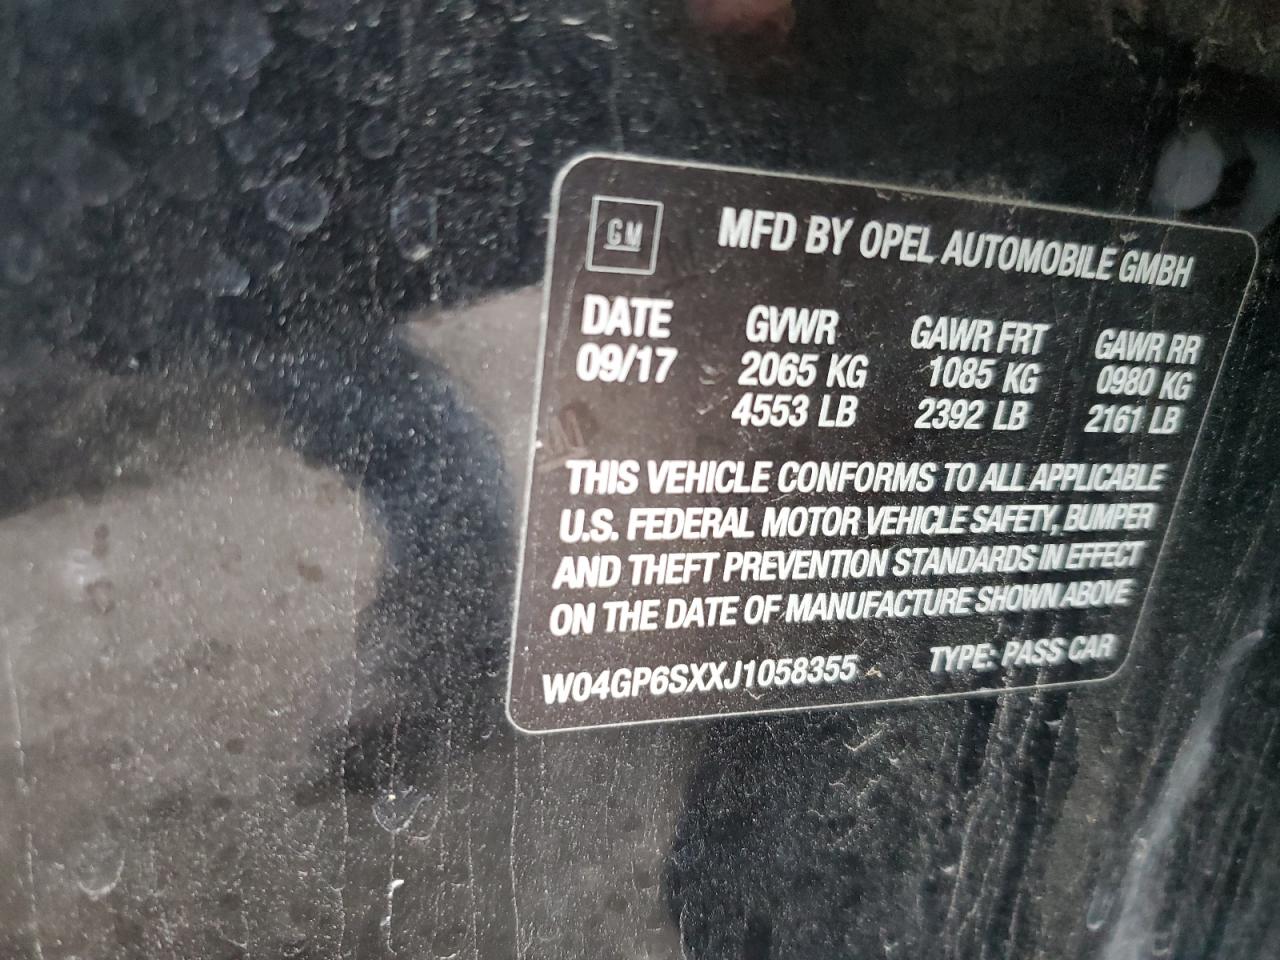 GM
MFD BY OPEL AUTOMOBILE GMBH
DATE GVWR GAWR FRT GAWR RR
09/17 2065 KG 1085 KG 0980 KG
4553 LB 2392 LB 2161 LB
THIS VEHICLE CONFORMS TO ALL APPLICABLE
U.S. FEDERAL MOTOR VEHICLE SAFETY, BUMPER
AND THEFT PREVENTION STANDARDS IN EFFECT
ON THE DATE OF MANUFACTURE SHOWN ABOVE
W04GP6SXXJ1058355 TYPE: PASS CAR